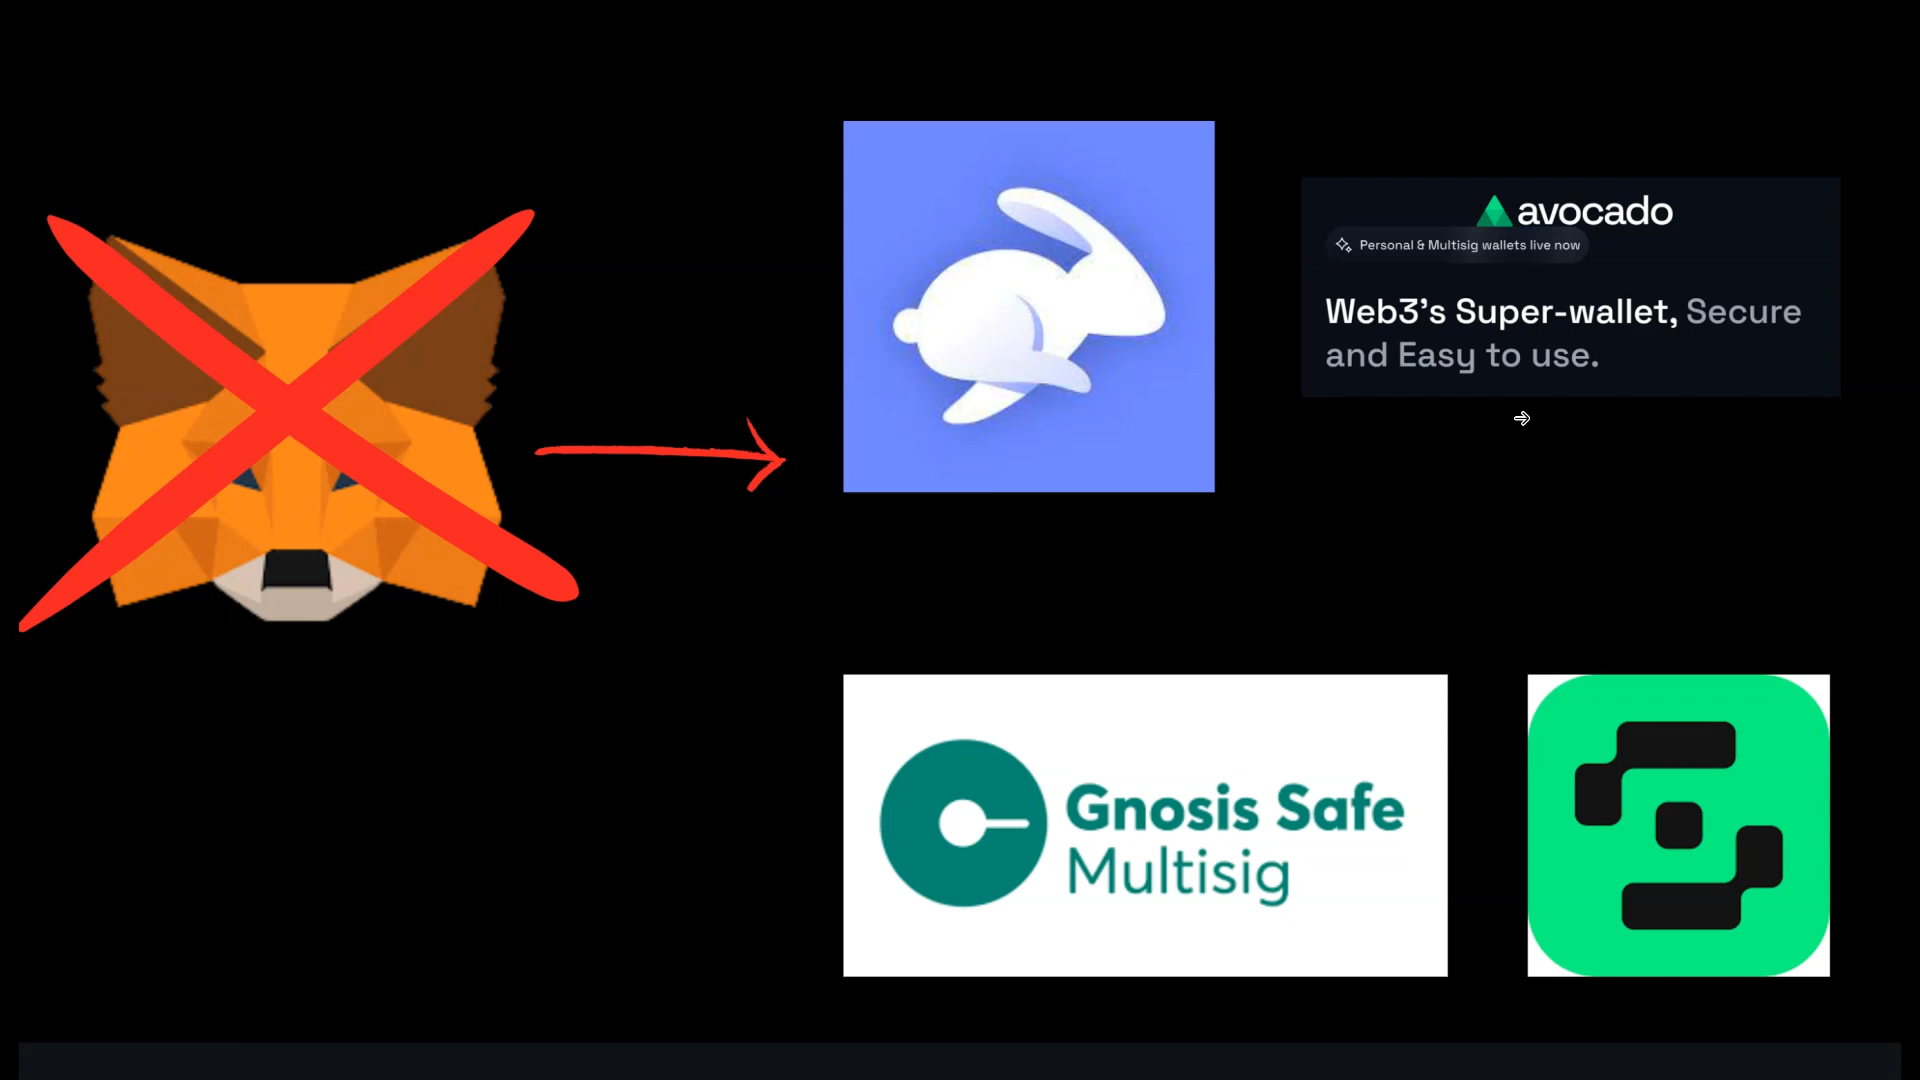 avocado
Personal & Multisig wallets live now
Web3's Super-wallet, Secure
and Easy to use.
Gnosis Safe
Multisig